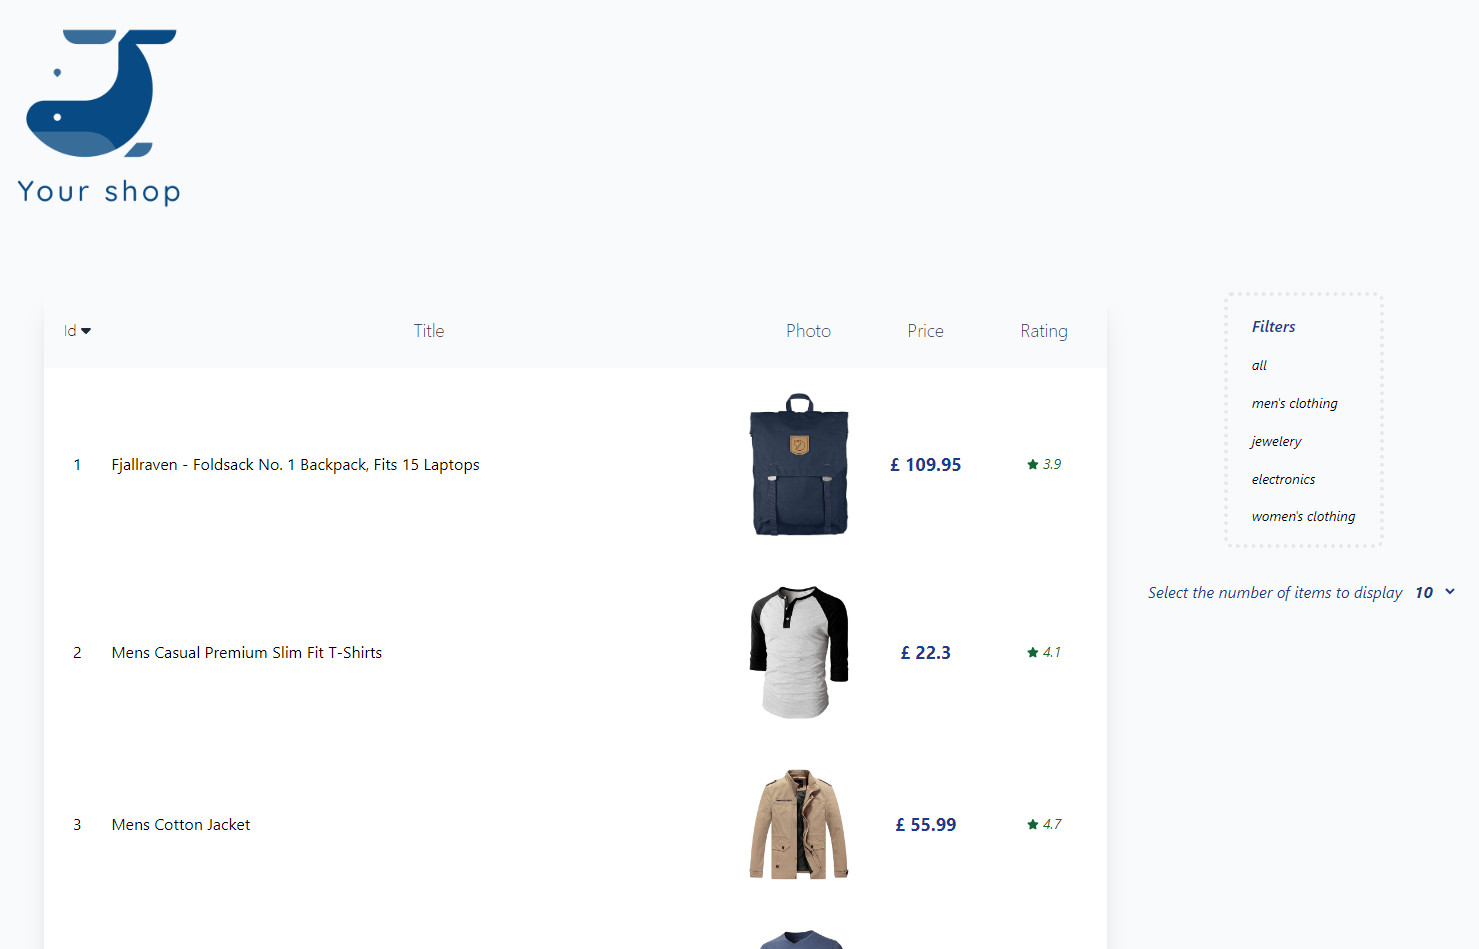 Your shop
Id Title Photo Price Rating
1 Fjallraven - Foldsack No. 1 Backpack, Fits 15 Laptops £ 109.95 3.9
2 Mens Casual Premium Slim Fit T-Shirts £ 22.3 4.1
3 Mens Cotton Jacket £ 55.99 4.7
Filters
all
men's clothing
jewelery
electronics
women's clothing
Select the number of items to display 10